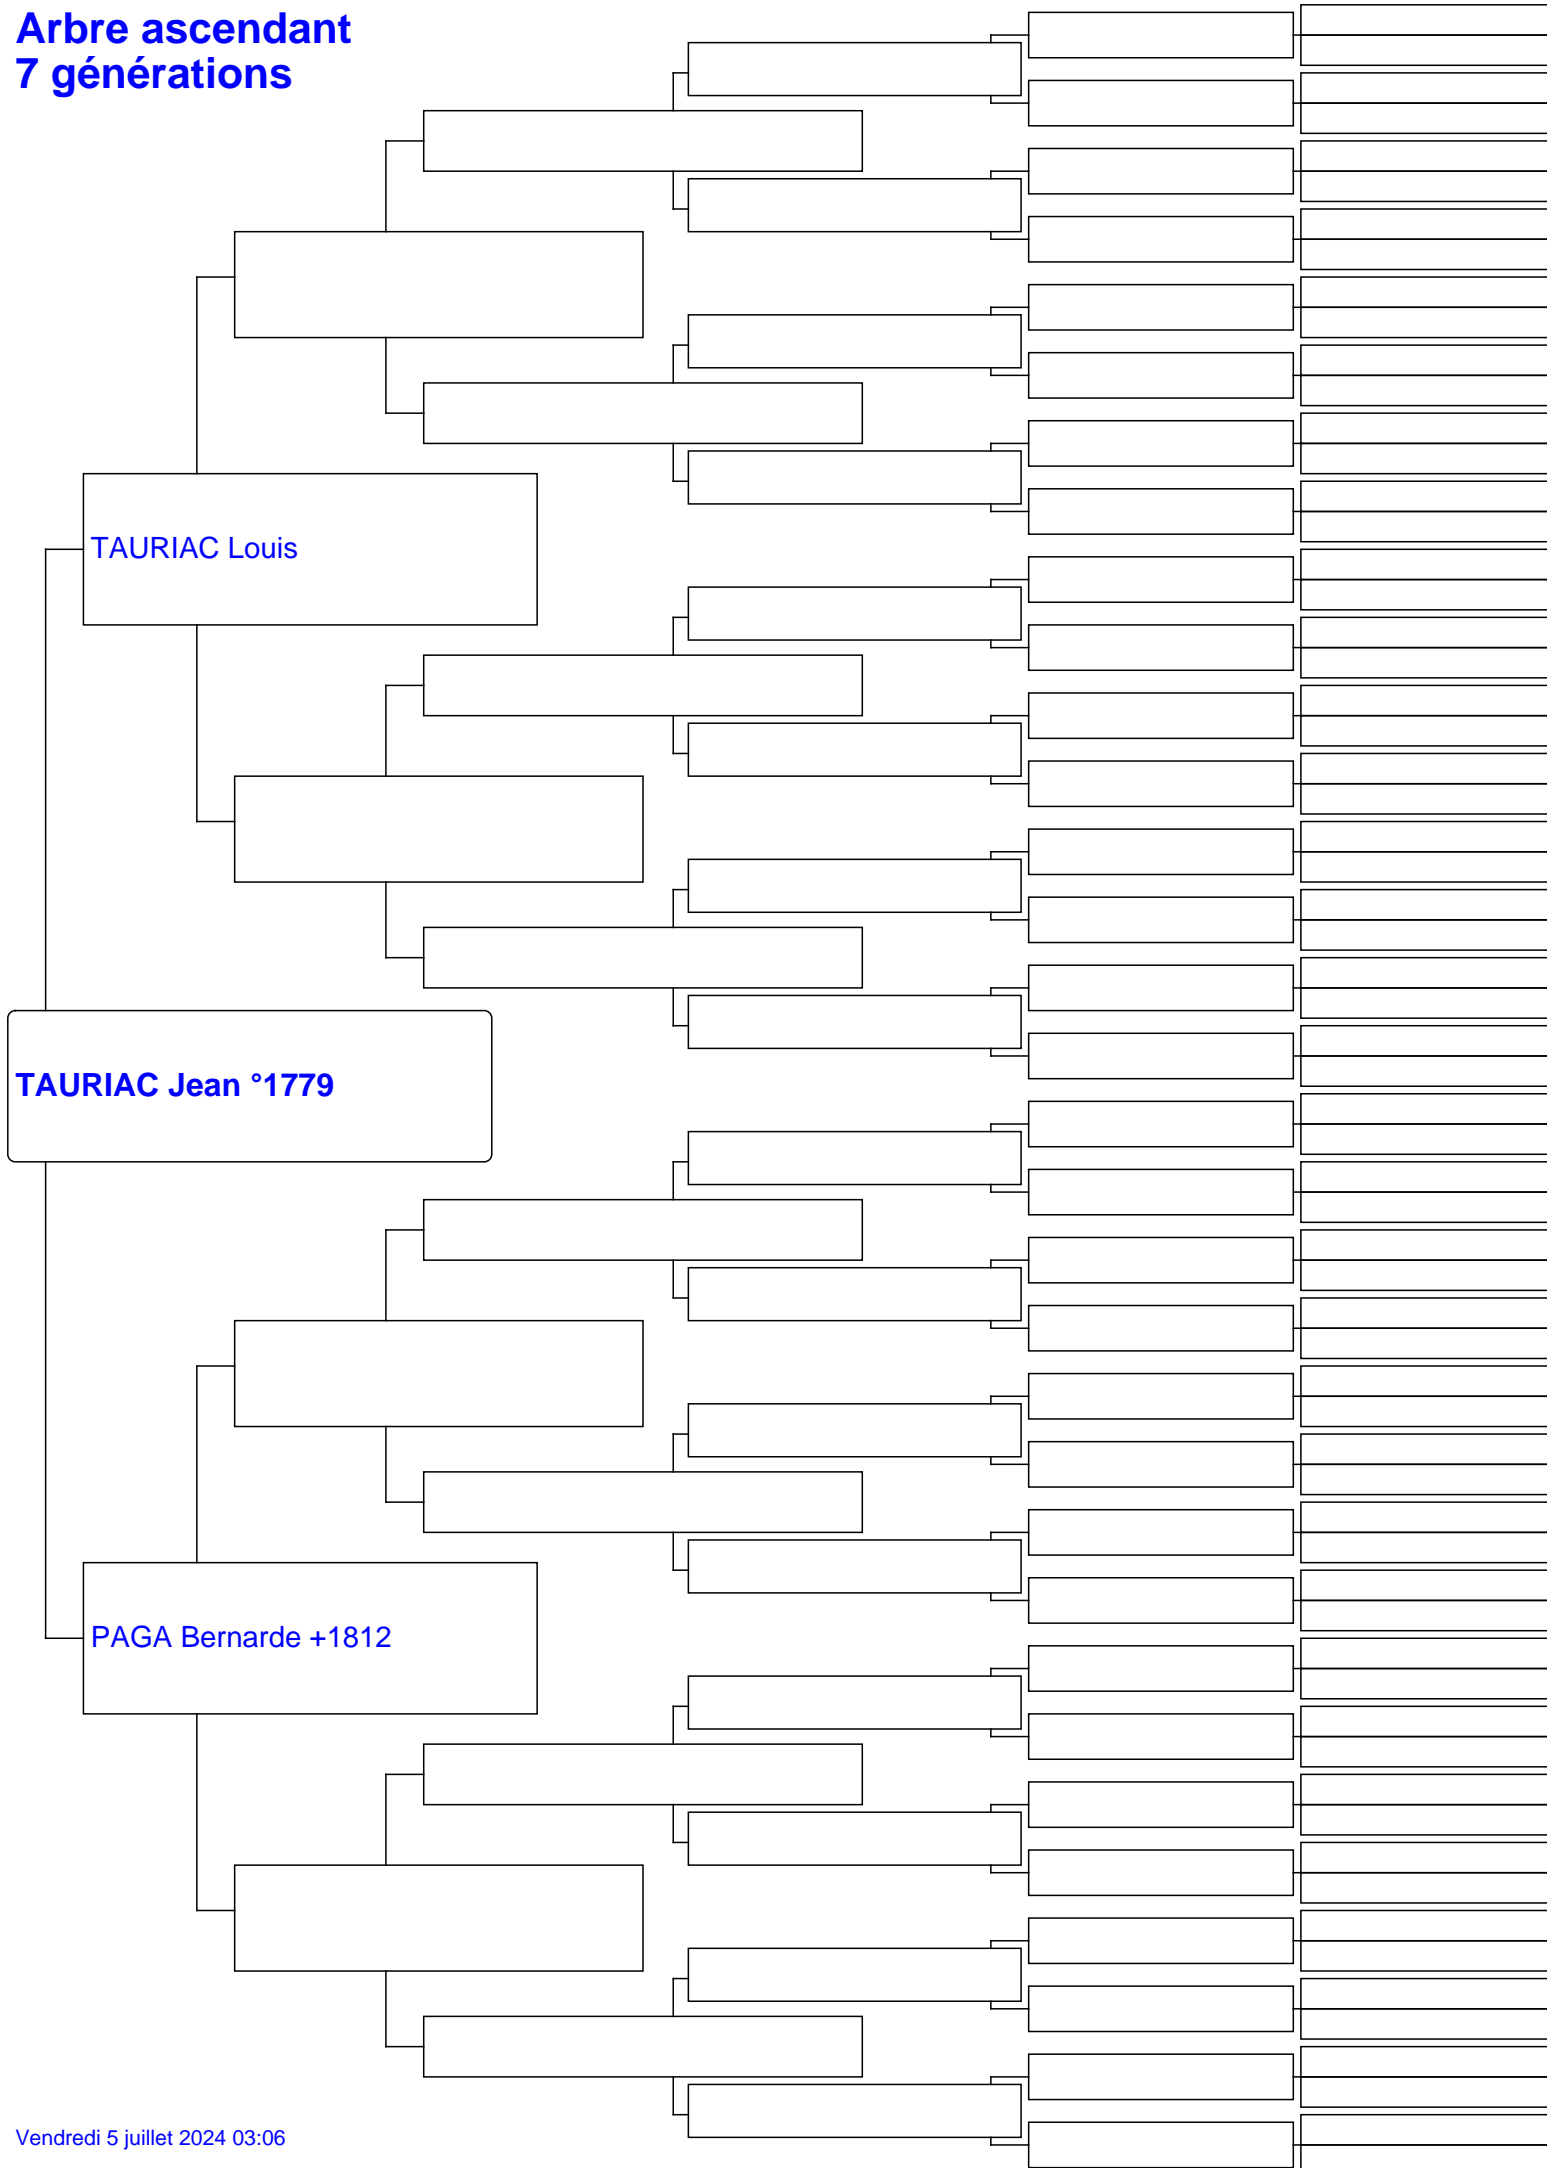 Arbre ascendant
7 générations
TAURIAC Louis
TAURIAC Jean °1779
PAGA Bernarde +1812
Vendredi 5 juillet 2024 03:06